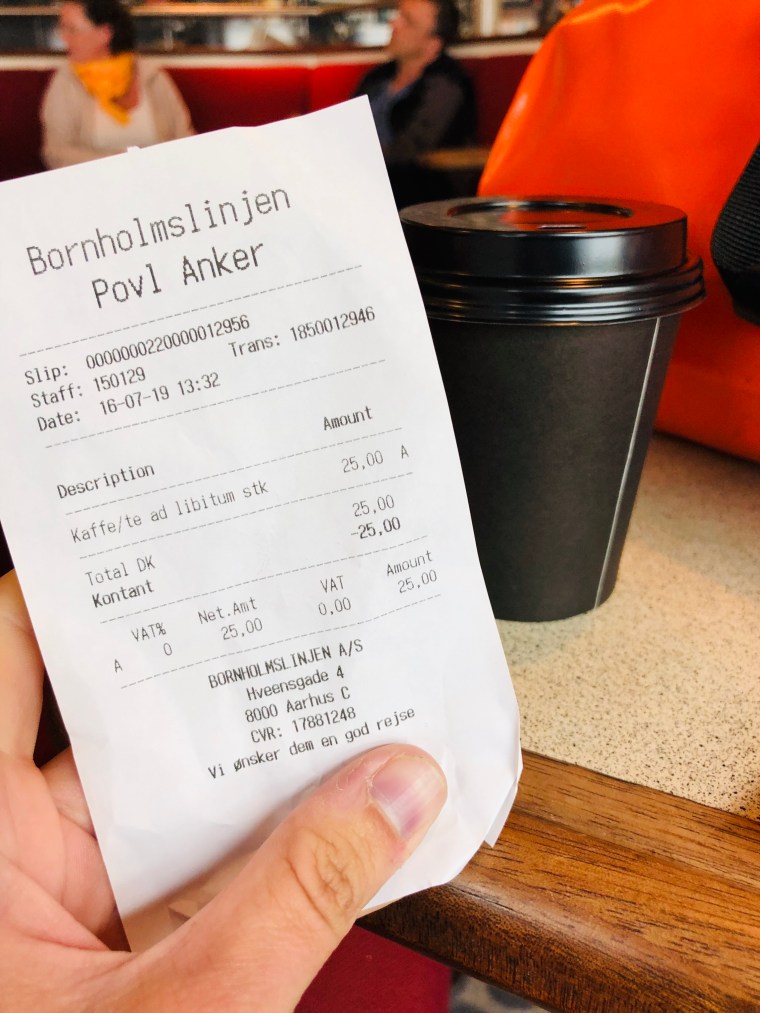 Bornholmslinjen
Povl Anker
Slip: 0000000220000012956
Staff: 150129 Trans: 1850012946
Date: 16-07-19 13:32
Amount
Description
Kaffe/te ad libitum stk 25,00 A
Total DK 25,00
Kontant -25,00
VAT% Net.Amt VAT Amount
A 0 25,00 0,00 25,00
BORNHOLMSLINJEN A/S
Hveensgade 4
8000 Aarhus C
CVR: 17881248
Vi ønsker dem en god rejse